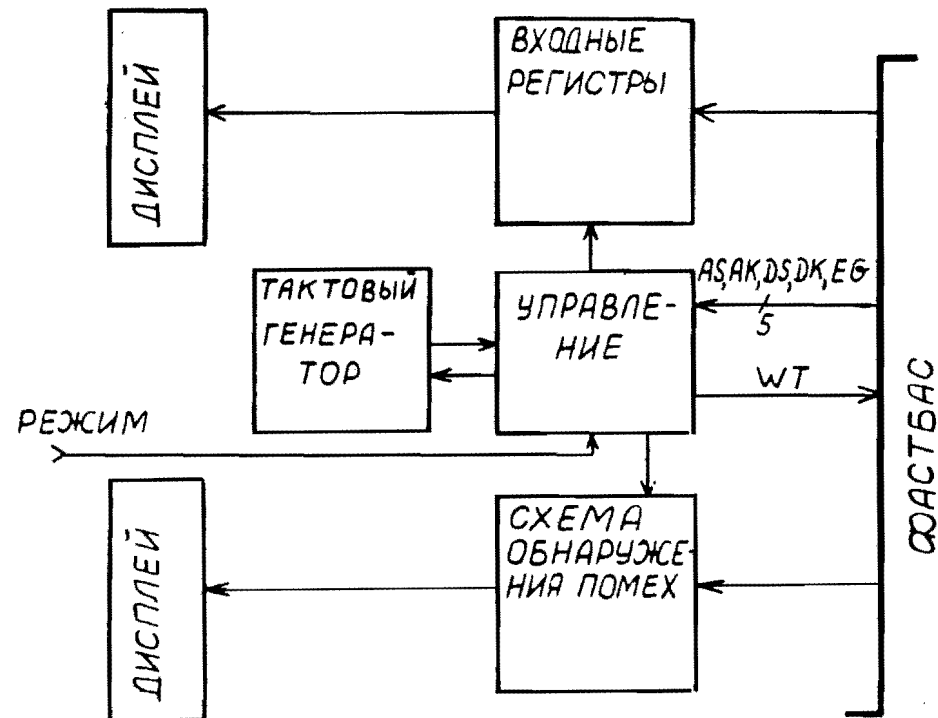 ДИСПЛЕЙ
ВХОДНЫЕ
РЕГИСТРЫ
ТАКТОВЫЙ
ГЕНЕРА-
ТОР
УПРАВЛЕ-
НИЕ
AS,AK,DS,DK,EG
5
WT
РЕЖИМ
ФАСТБАС
ДИСПЛЕЙ
СХЕМА
ОБНАРУЖЕ-
НИЯ ПОМЕХ